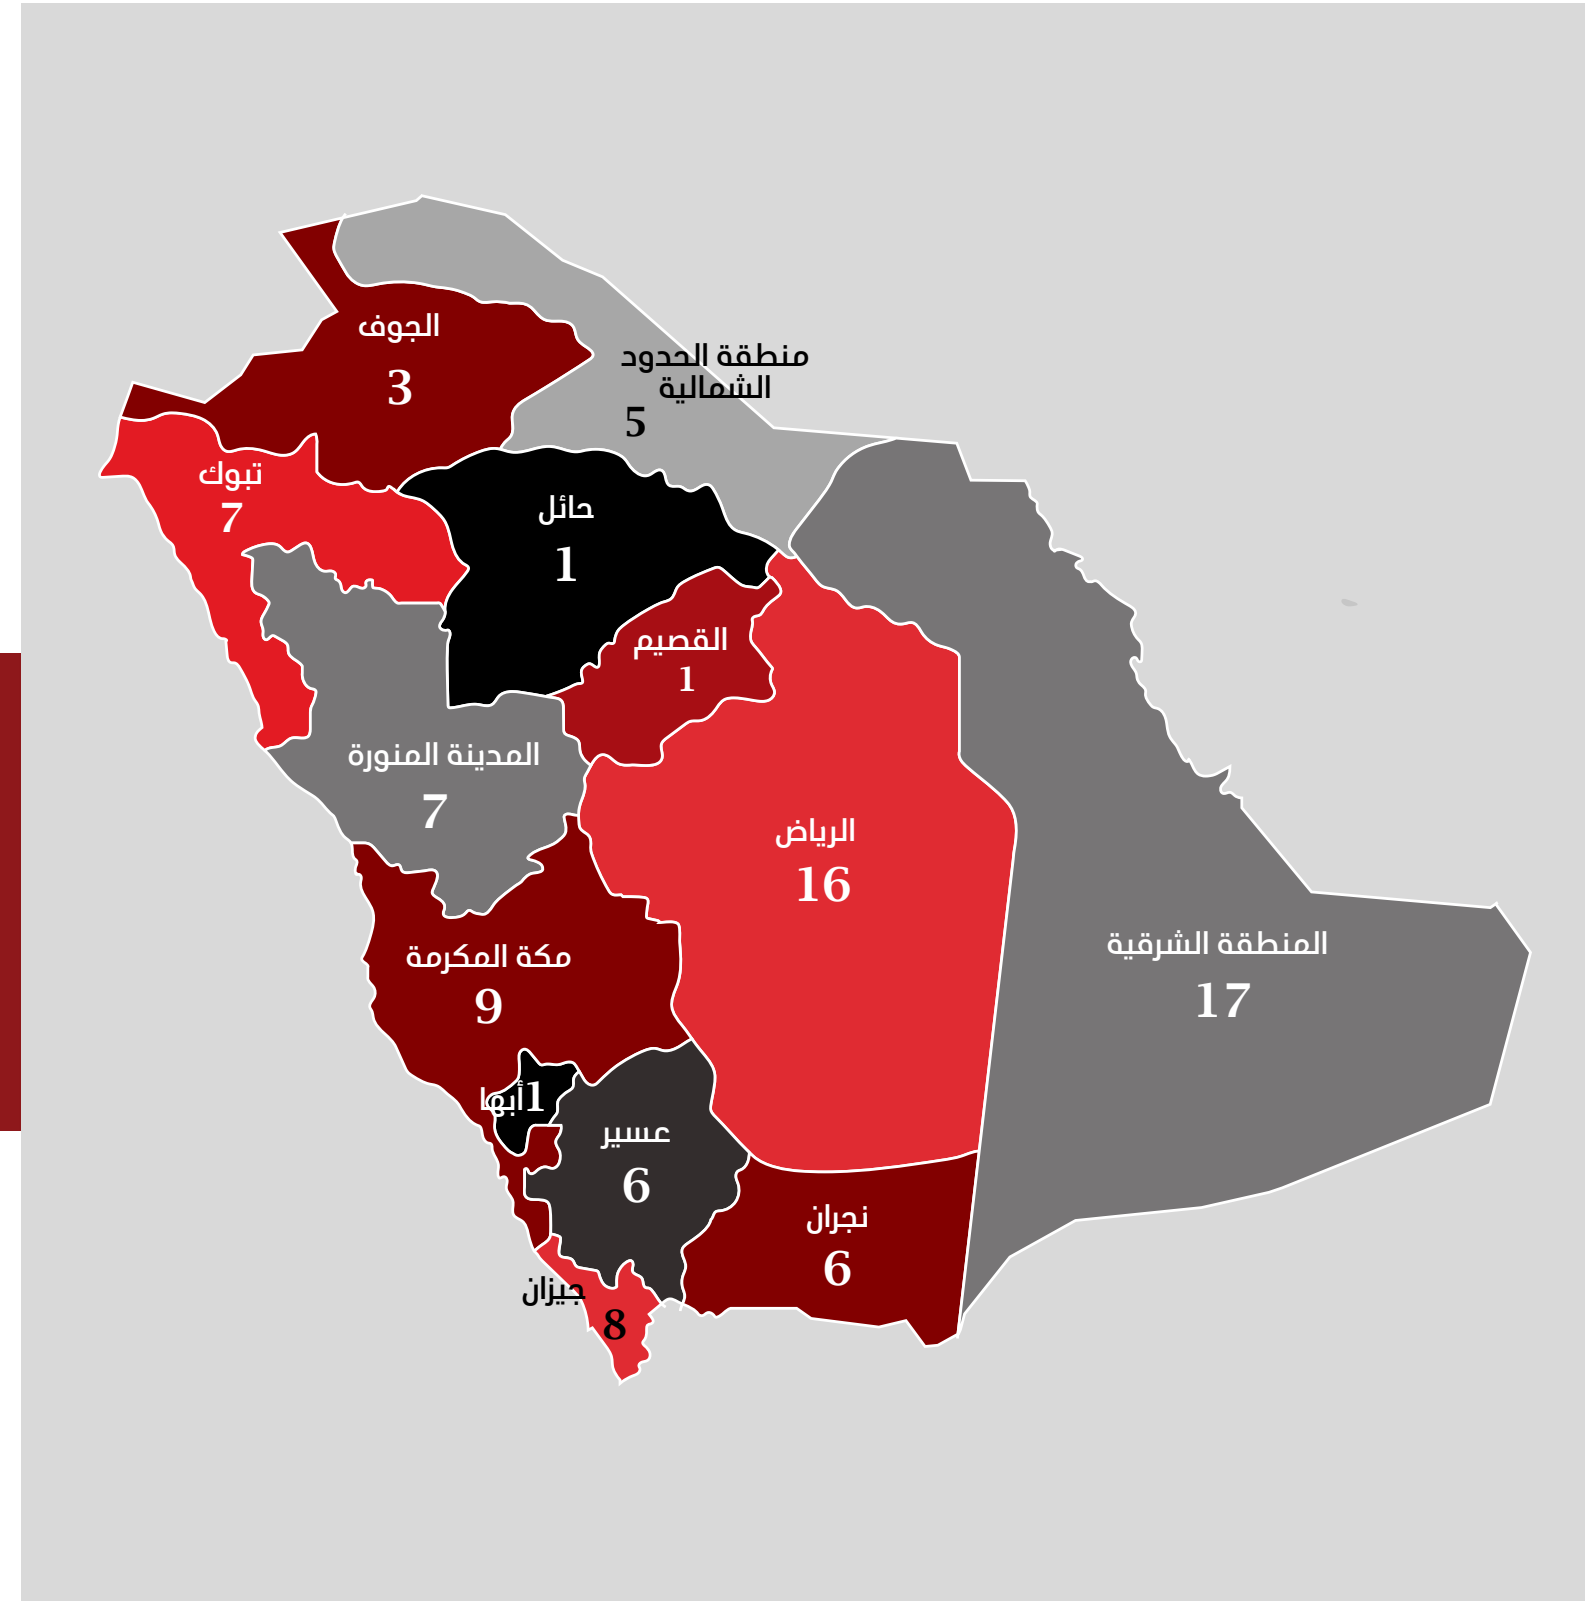 الجوف
3
منطقة الحدود
الشمالية
5
تبوك
7
حائل
1
القصيم
1
المدينة المنورة
7
الرياض
16
المنطقة الشرقية
17
مكة المكرمة
9
أبها 1
عسير
6
نجران
6
جيزان
8